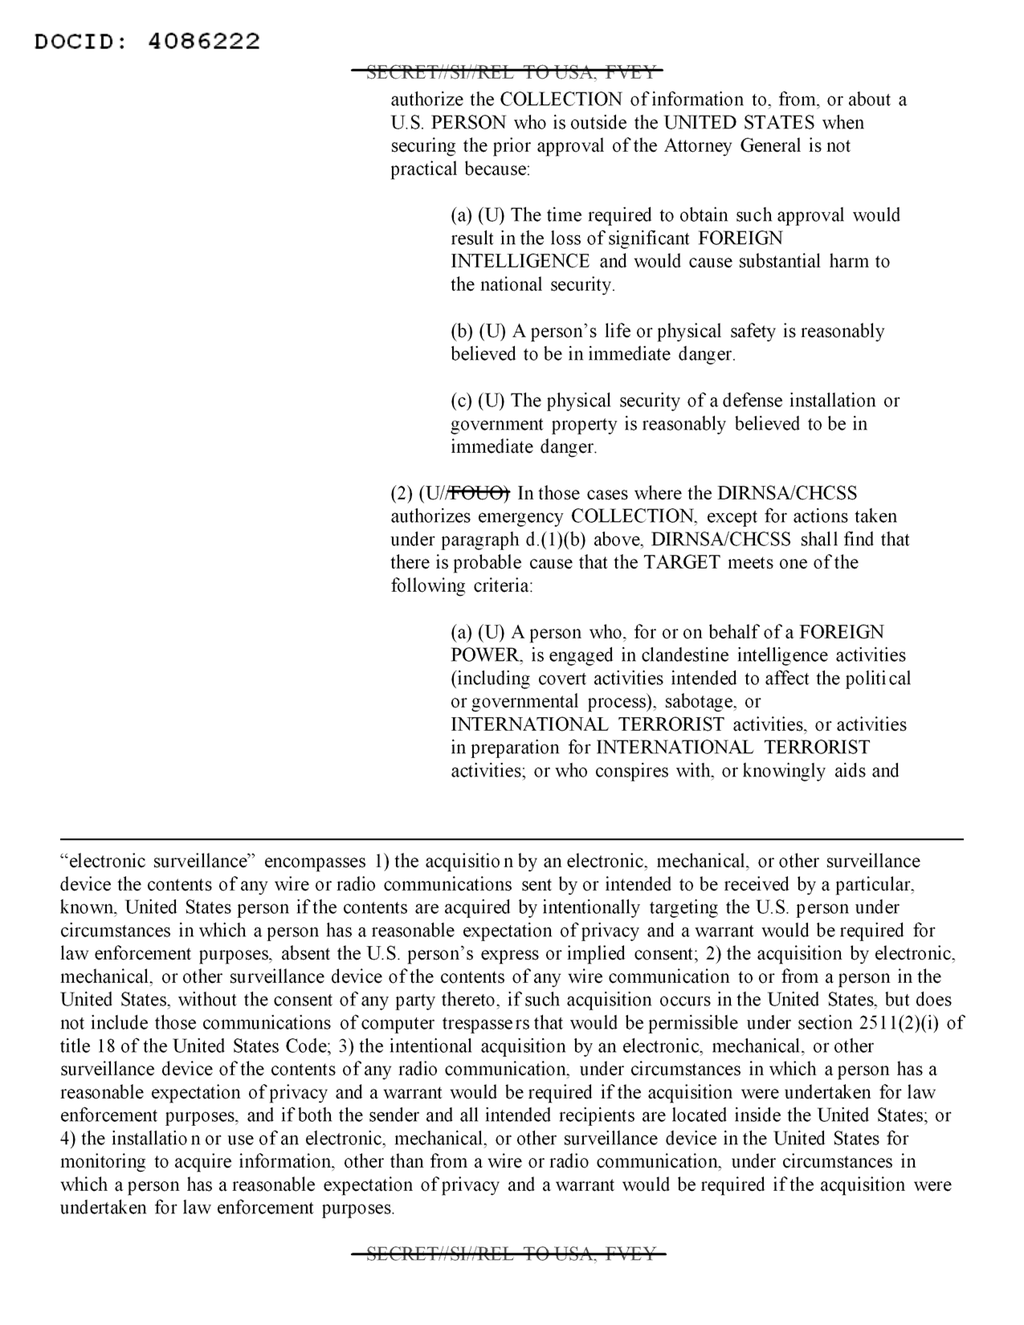 DOCID: 4086222
SECRET//SI//REL TO USA, FVEY
authorize the COLLECTION of information to, from, or about a
U.S. PERSON who is outside the UNITED STATES when
securing the prior approval of the Attorney General is not
practical because:
(a) (U) The time required to obtain such approval would
result in the loss of significant FOREIGN
INTELLIGENCE and would cause substantial harm to
the national security.
(b) (U) A person's life or physical safety is reasonably
believed to be in immediate danger.
(c) (U) The physical security of a defense installation or
government property is reasonably believed to be in
immediate danger.
(2) (U//FOUO) In those cases where the DIRNSA/CHCSS
authorizes emergency COLLECTION, except for actions taken
under paragraph d.(1)(b) above, DIRNSA/CHCSS shall find that
there is probable cause that the TARGET meets one of the
following criteria:
(a) (U) A person who, for or on behalf of a FOREIGN
POWER, is engaged in clandestine intelligence activities
(including covert activities intended to affect the political
or governmental process), sabotage, or
INTERNATIONAL TERRORIST activities, or activities
in preparation for INTERNATIONAL TERRORIST
activities; or who conspires with, or knowingly aids and
“electronic surveillance” encompasses 1) the acquisition by an electronic, mechanical, or other surveillance
device the contents of any wire or radio communications sent by or intended to be received by a particular,
known, United States person if the contents are acquired by intentionally targeting the U.S. person under
circumstances in which a person has a reasonable expectation of privacy and a warrant would be required for
law enforcement purposes, absent the U.S. person’s express or implied consent; 2) the acquisition by electronic,
mechanical, or other surveillance device of the contents of any wire communication to or from a person in the
United States, without the consent of any party thereto, if such acquisition occurs in the United States, but does
not include those communications of computer trespassers that would be permissible under section 2511(2)(i) of
title 18 of the United States Code; 3) the intentional acquisition by an electronic, mechanical, or other
surveillance device of the contents of any radio communication, under circumstances in which a person has a
reasonable expectation of privacy and a warrant would be required if the acquisition were undertaken for law
enforcement purposes, and if both the sender and all intended recipients are located inside the United States; or
4) the installation or use of an electronic, mechanical, or other surveillance device in the United States for
monitoring to acquire information, other than from a wire or radio communication, under circumstances in
which a person has a reasonable expectation of privacy and a warrant would be required if the acquisition were
undertaken for law enforcement purposes.
SECRET//SI//REL TO USA, FVEY